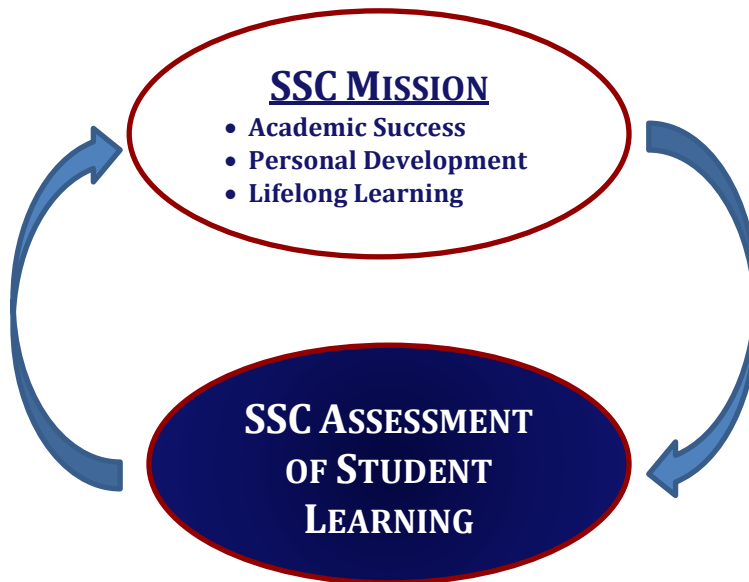 SSC MISSION
• Academic Success
• Personal Development
• Lifelong Learning
SSC ASSESSMENT
OF STUDENT
LEARNING